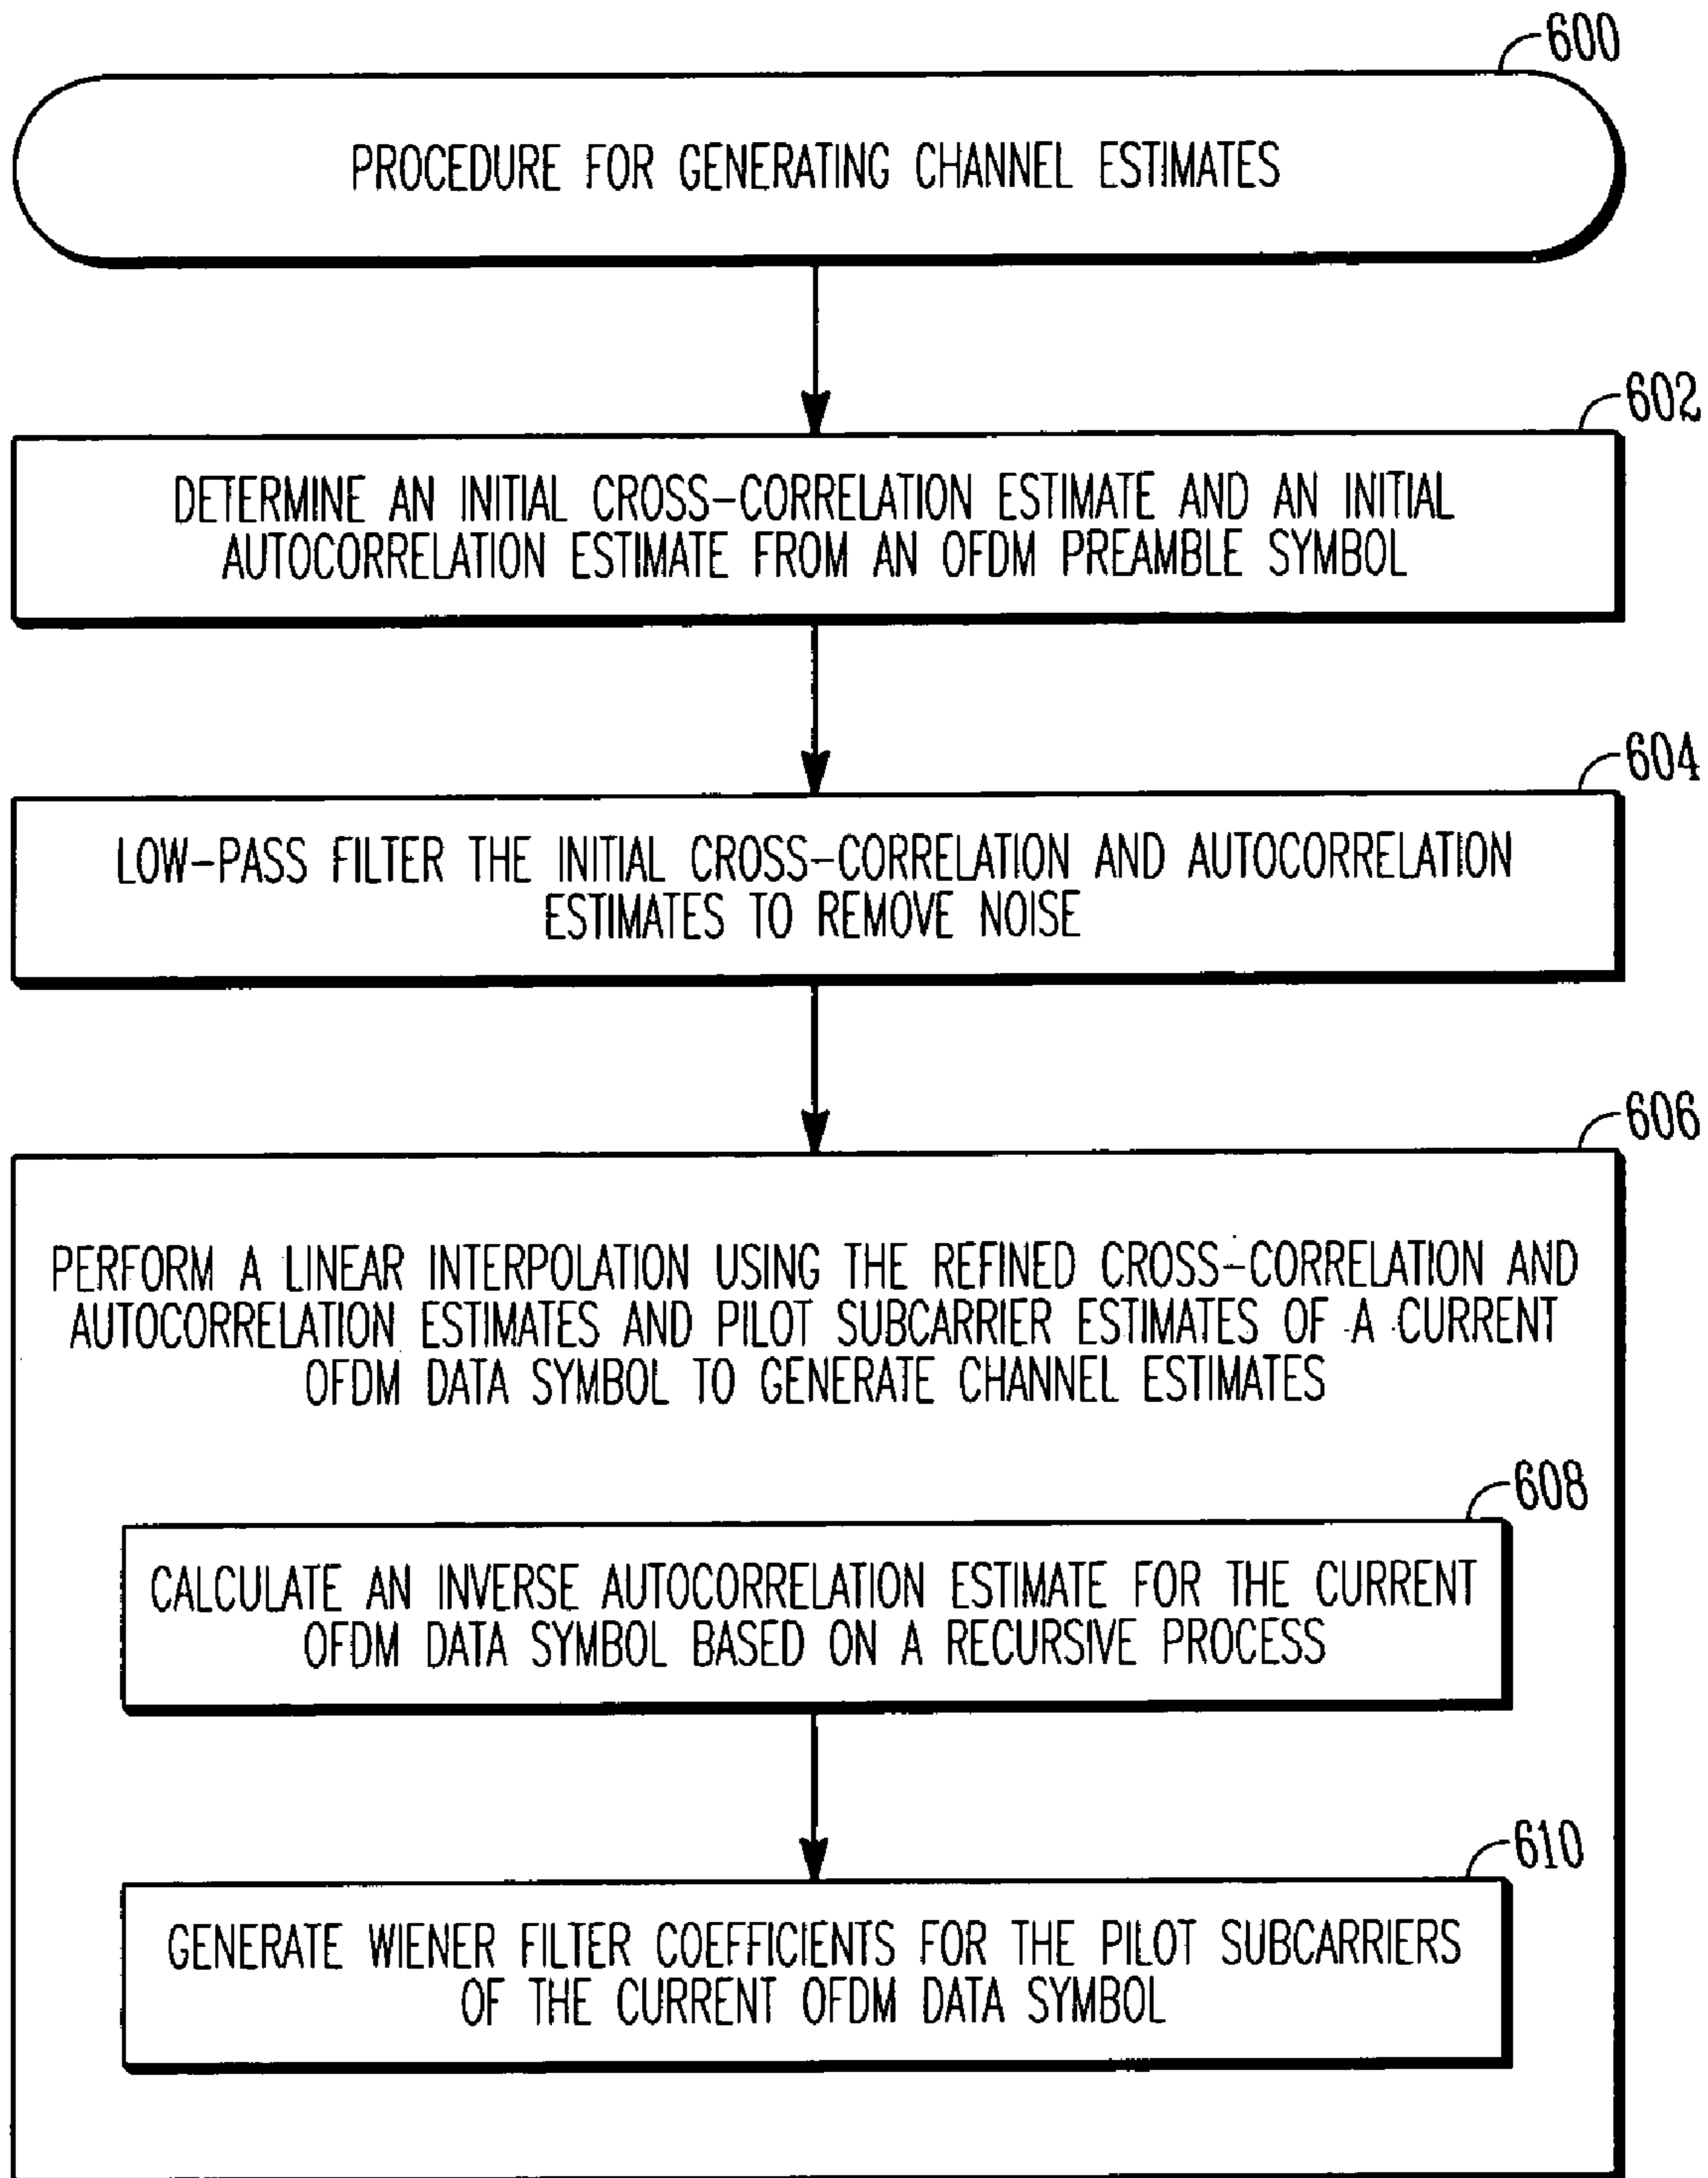 600
PROCEDURE FOR GENERATING CHANNEL ESTIMATES
602
DETERMINE AN INITIAL CROSS-CORRELATION ESTIMATE AND AN INITIAL
AUTOCORRELATION ESTIMATE FROM AN OFDM PREAMBLE SYMBOL
604
LOW-PASS FILTER THE INITIAL CROSS-CORRELATION AND AUTOCORRELATION
ESTIMATES TO REMOVE NOISE
606
PERFORM A LINEAR INTERPOLATION USING THE REFINED CROSS-CORRELATION AND
AUTOCORRELATION ESTIMATES AND PILOT SUBCARRIER ESTIMATES OF A CURRENT
OFDM DATA SYMBOL TO GENERATE CHANNEL ESTIMATES
608
CALCULATE AN INVERSE AUTOCORRELATION ESTIMATE FOR THE CURRENT
OFDM DATA SYMBOL BASED ON A RECURSIVE PROCESS
610
GENERATE WIENER FILTER COEFFICIENTS FOR THE PILOT SUBCARRIERS
OF THE CURRENT OFDM DATA SYMBOL